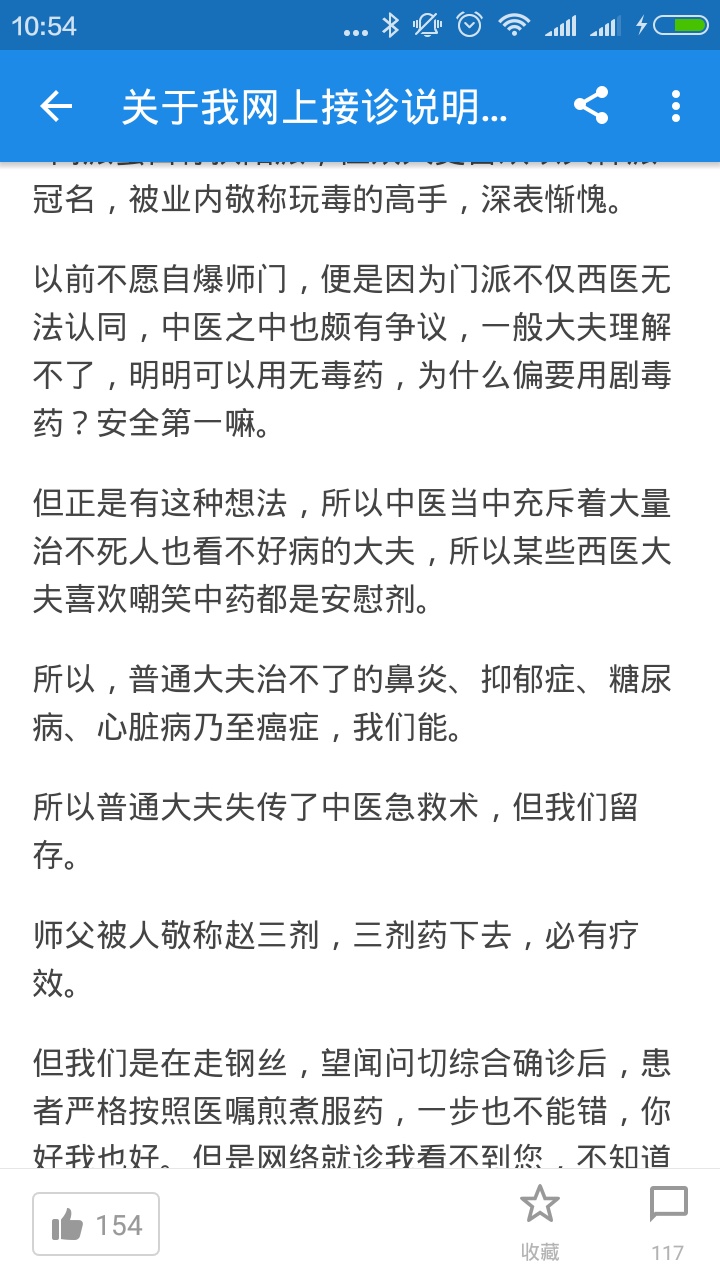 10:54
关于我网上接诊说明...
冠名，被业内敬称玩毒的高手，深表惭愧。
以前不愿自爆师门，便是因为门派不仅西医无
法认同，中医之中也颇有争议，一般大夫理解
不了，明明可以用无毒药，为什么偏要用剧毒
药？安全第一嘛。
但正是有这种想法，所以中医当中充斥着大量
治不死人也看不好病的大夫，所以某些西医大
夫喜欢嘲笑中药都是安慰剂。
所以，普通大夫治不了的鼻炎、抑郁症、糖尿
病、心脏病乃至癌症，我们能。
所以普通大夫失传了中医急救术，但我们留
存。
师父被人敬称赵三剂，三剂药下去，必有疗
效。
但我们是在走钢丝，望闻问切综合确诊后，患
者严格按照医嘱煎煮服药，一步也不能错，你
好我也好。但是网络就诊我看不到您，不知道
154
收藏
117